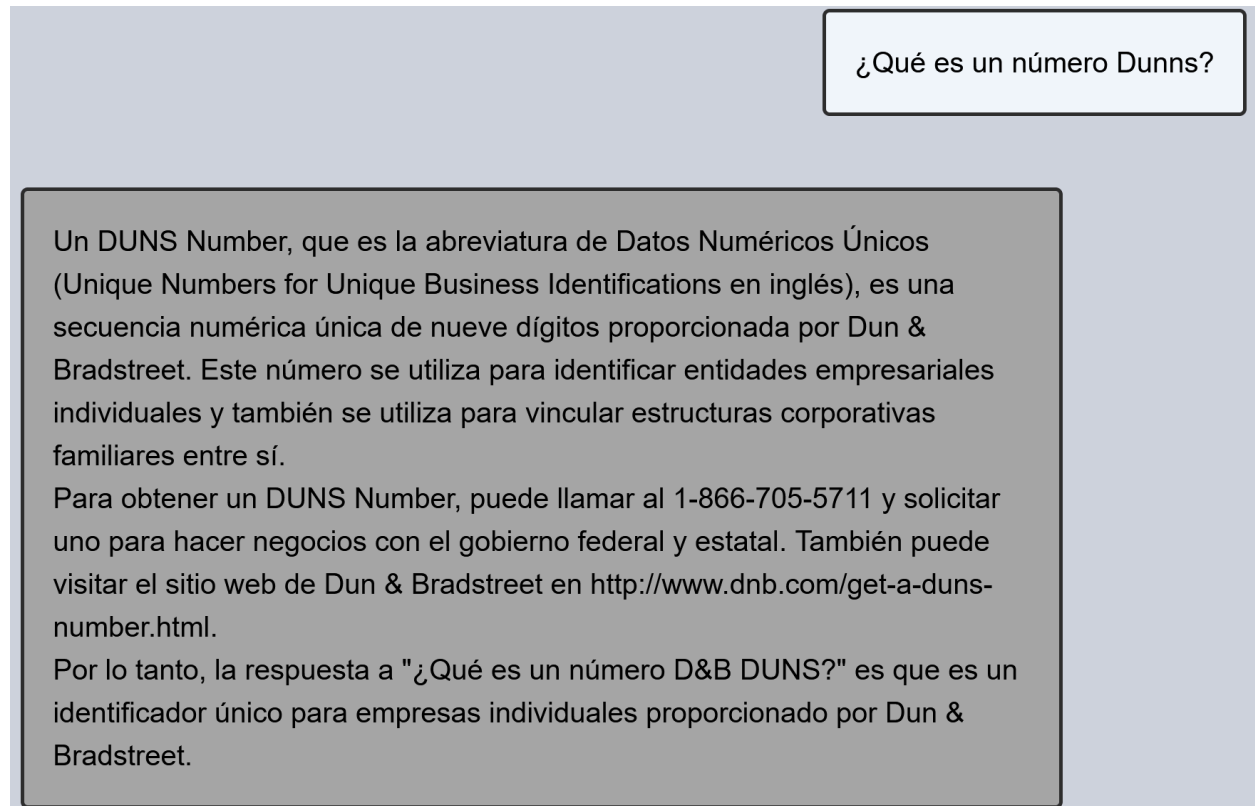 ¿Qué es un número Dunns?
Un DUNS Number, que es la abreviatura de Datos Numéricos Únicos
(Unique Numbers for Unique Business Identifications en inglés), es una
secuencia numérica única de nueve dígitos proporcionada por Dun &
Bradstreet. Este número se utiliza para identificar entidades empresariales
individuales y también se utiliza para vincular estructuras corporativas
familiares entre sí.
Para obtener un DUNS Number, puede llamar al 1-866-705-5711 y solicitar
uno para hacer negocios con el gobierno federal y estatal. También puede
visitar el sitio web de Dun & Bradstreet en http://www.dnb.com/get-a-duns-
number.html.
Por lo tanto, la respuesta a "¿Qué es un número D&B DUNS?" es que es un
identificador único para empresas individuales proporcionado por Dun &
Bradstreet.